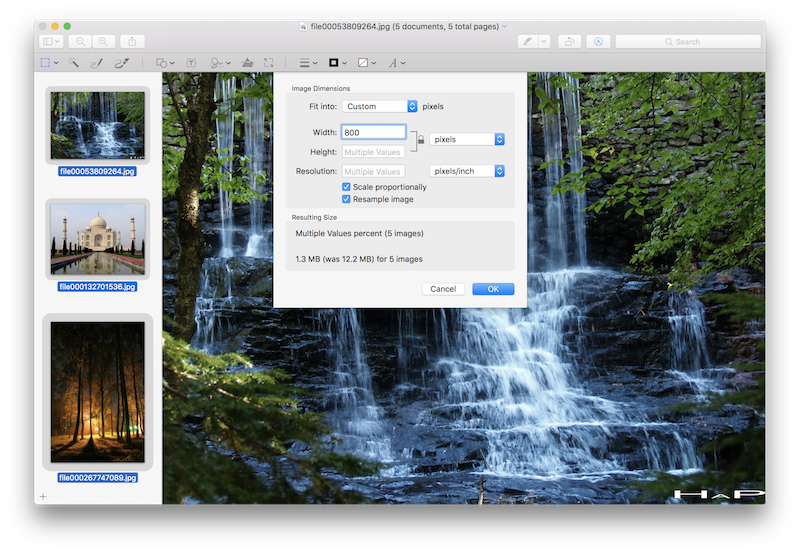 file00053809264.jpg (5 documents, 5 total pages)
Search
Image Dimensions
Fit into: Custom pixels
Width: 800 pixels
Height: Multiple Values
Resolution: Multiple Values pixels/inch
Scale proportionally
Resample image
Resulting Size
Multiple Values percent (5 images)
1.3 MB (was 12.2 MB) for 5 images
Cancel OK
file00053809264.jpg
file000132701536.jpg
file000267747089.jpg
HAP